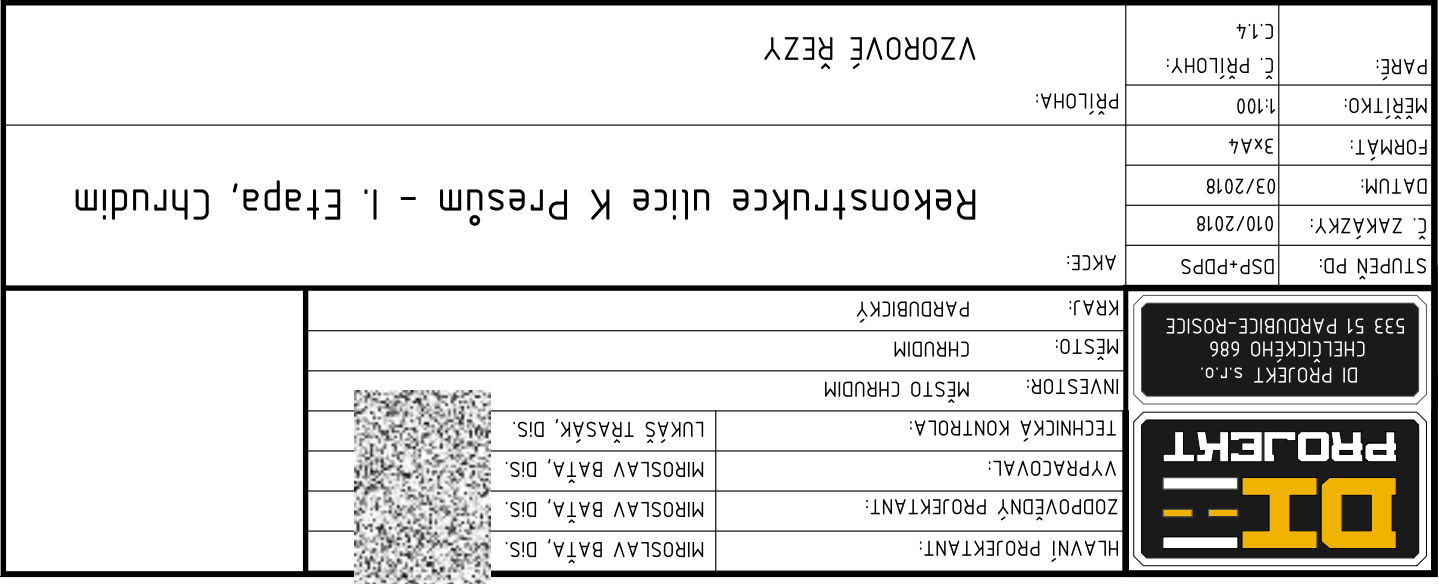 DI
PROJEKT
HLAVNÍ PROJEKTANT: MIROSLAV BAŤA, DiS.
ZODPOVĚDNÝ PROJEKTANT: MIROSLAV BAŤA, DiS.
VYPRACOVAL: MIROSLAV BAŤA, DiS.
TECHNICKÁ KONTROLA: LUKÁŠ TŘASÁK, DiS.
DI PROJEKT s.r.o.
CHELČICKÉHO 686
533 51 PARDUBICE-ROSICE
INVESTOR: MĚSTO CHRUDIM
MĚSTO: CHRUDIM
KRAJ: PARDUBICKÝ
STUPEŇ PD: DSP+PDPS
Č. ZAKÁZKY: 010/2018
DATUM: 03/2018
FORMÁT: 3xA4
MĚŘÍTKO: 1:100
PARÉ:
Č. PŘÍLOHY:
C.1.4
AKCE:
Rekonstrukce ulice K Presům - I. Etapa, Chrudim
PŘÍLOHA:
VZOROVÉ ŘEZY